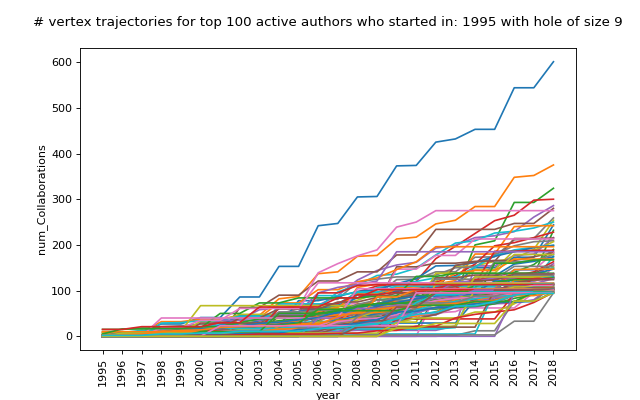 # vertex trajectories for top 100 active authors who started in: 1995 with hole of size 9
600
500
400
300
200
100
0
num_Collaborations
1995 1996 1997 1998 1999 2000 2001 2002 2003 2004 2005 2006 2007 2008 2009 2010 2011 2012 2013 2014 2015 2016 2017 2018
year